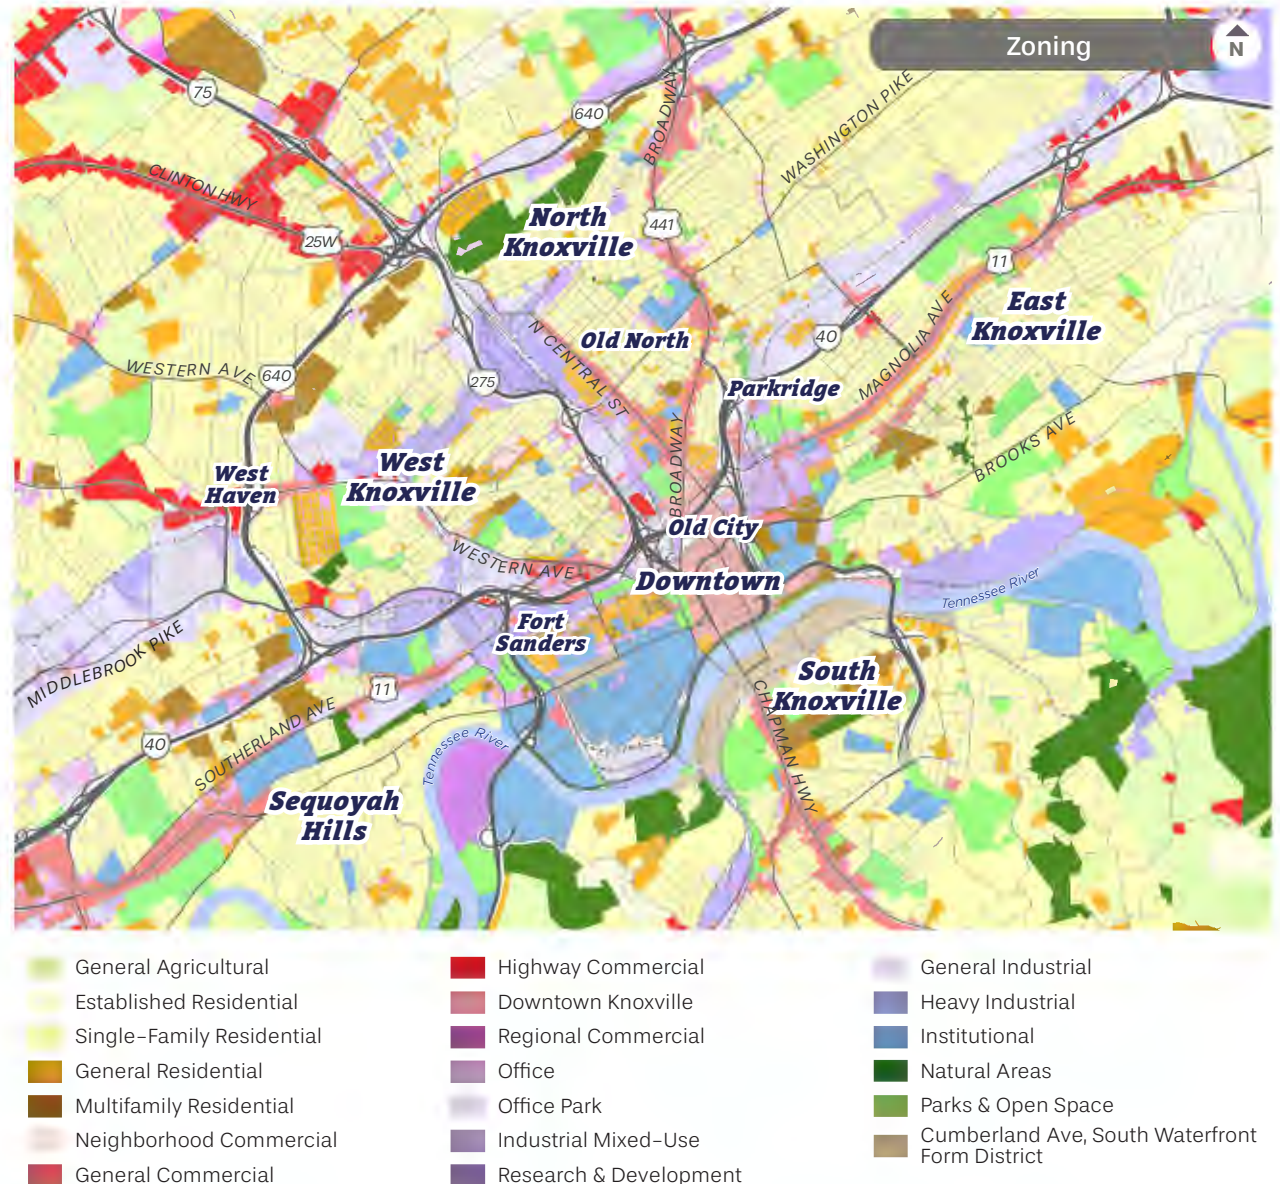 Zoning
N
75
640
BROADWAY
WASHINGTON PIKE
CLINTON HWY
25W
North
Knoxville
441
11
East
Knoxville
N CENTRAL ST
Old North
40
MAGNOLIA AVE
WESTERN AVE
640
275
Parkridge
BROOKS AVE
West
Haven
West
Knoxville
BROADWAY
Old City
WESTERN AVE
Downtown
Tennessee River
Fort
Sanders
MIDDLEBROOK PIKE
South
Knoxville
11
SOUTHERLAND AVE
CHAPMAN HWY
40
Tennessee River
Sequoyah
Hills
General Agricultural
Established Residential
Single-Family Residential
General Residential
Multifamily Residential
Neighborhood Commercial
General Commercial
Highway Commercial
Downtown Knoxville
Regional Commercial
Office
Office Park
Industrial Mixed-Use
Research & Development
General Industrial
Heavy Industrial
Institutional
Natural Areas
Parks & Open Space
Cumberland Ave, South Waterfront
Form District